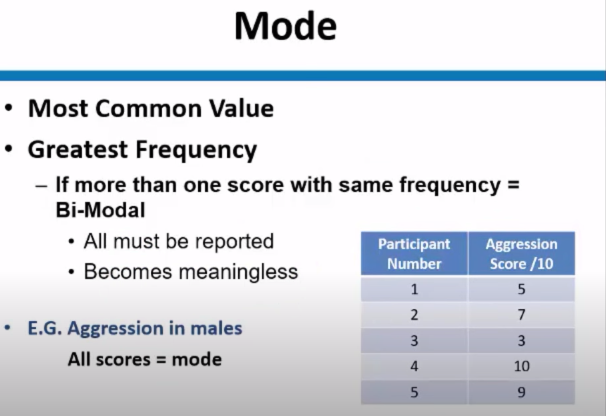 Mode
• Most Common Value
• Greatest Frequency
– If more than one score with same frequency =
Bi-Modal
• All must be reported
• Becomes meaningless
• E.G. Aggression in males
All scores = mode
Participant Number Aggression Score /10
1 5
2 7
3 3
4 10
5 9